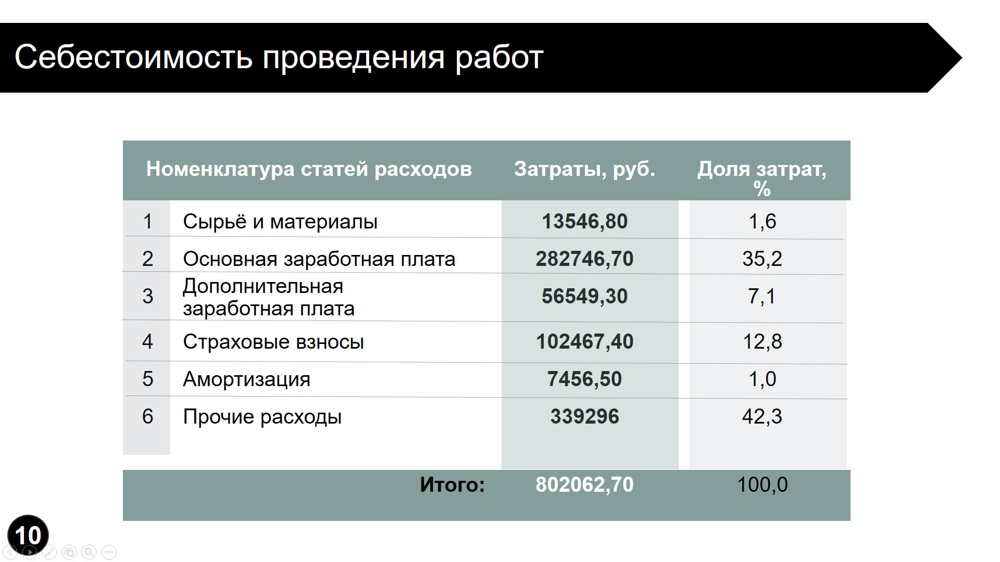 Себестоимость проведения работ
Номенклатура статей расходов Затраты, руб. Доля затрат,
%
1 Сырьё и материалы 13546,80 1,6
2 Основная заработная плата 282746,70 35,2
3 Дополнительная
заработная плата 56549,30 7,1
4 Страховые взносы 102467,40 12,8
5 Амортизация 7456,50 1,0
6 Прочие расходы 339296 42,3
Итого: 802062,70 100,0
10